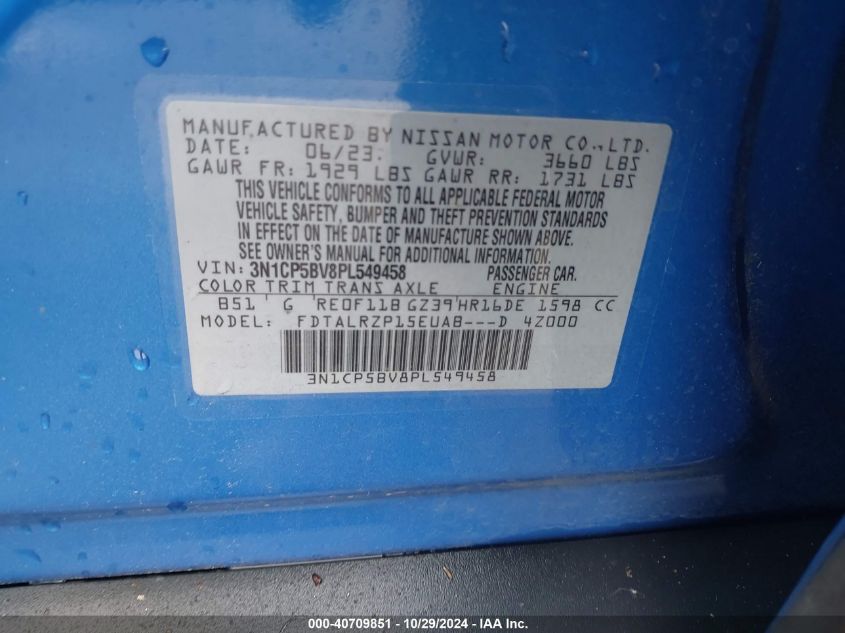 MANUFACTURED BY NISSAN MOTOR CO.,LTD.
DATE: 06/23. GVWR: 3660 LBS
GAWR FR: 1929 LBS GAWR RR: 1731 LBS
THIS VEHICLE CONFORMS TO ALL APPLICABLE FEDERAL MOTOR
VEHICLE SAFETY, BUMPER AND THEFT PREVENTION STANDARDS
IN EFFECT ON THE DATE OF MANUFACTURE SHOWN ABOVE.
SEE OWNER'S MANUAL FOR ADDITIONAL INFORMATION.
VIN: 3N1CP5BV8PL549458 PASSENGER CAR.
COLOR TRIM TRANS AXLE ENGINE
B51 G RE0F11B GZ39 HR16DE 1598 CC
MODEL: FDTALRZP15EUAB---D 4Z000
3N1CP5BV8PL549458
000-40709851 - 10/29/2024 - IAA Inc.